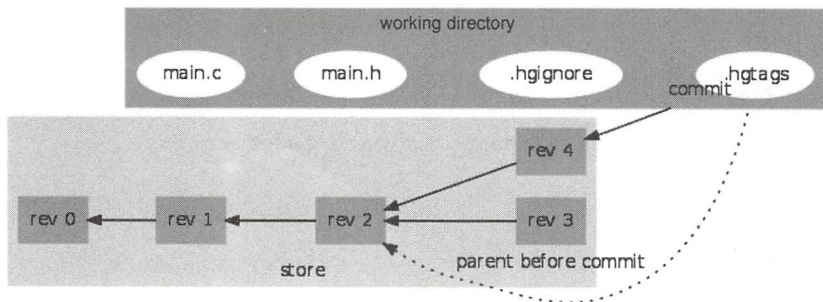 working directory
main.c main.h .hgignore .hgtags
commit
rev 4
rev 0 rev 1 rev 2 rev 3
parent before commit
store